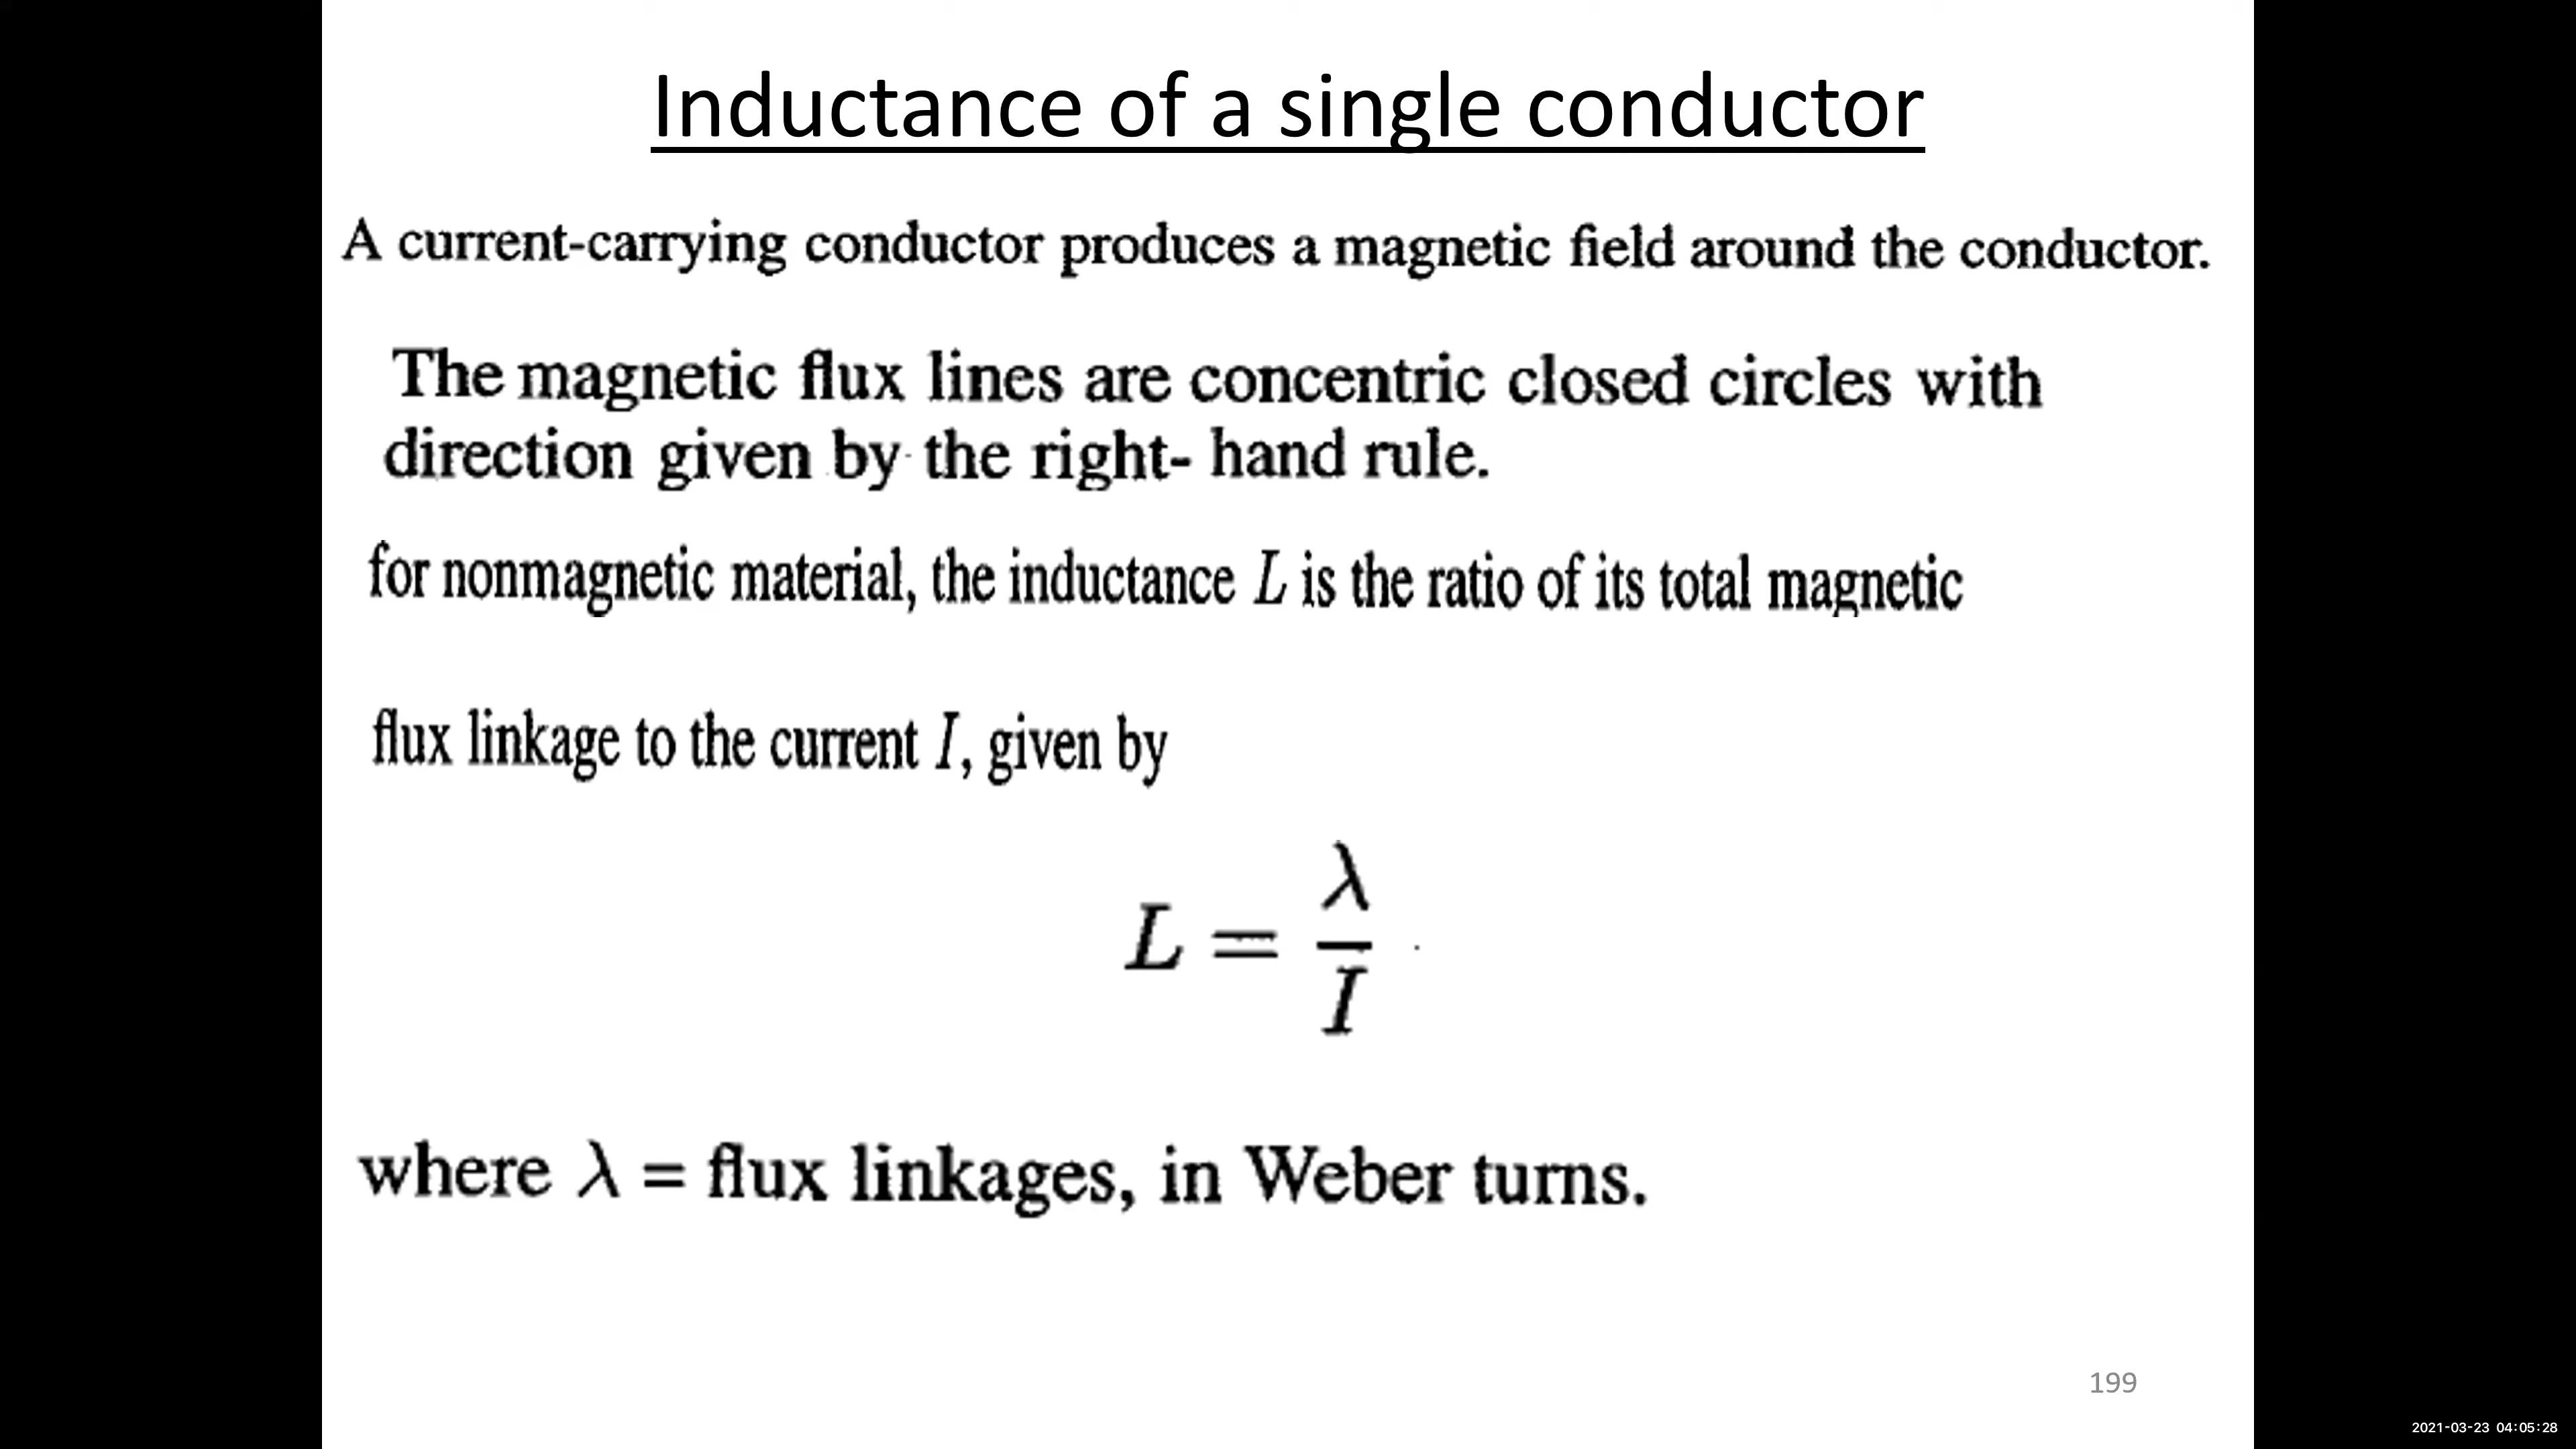 Inductance of a single conductor
A current-carrying conductor produces a magnetic field around the conductor.
The magnetic flux lines are concentric closed circles with
direction given by the right- hand rule.
for nonmagnetic material, the inductance L is the ratio of its total magnetic
flux linkage to the current I, given by
L = λ / I
where λ = flux linkages, in Weber turns.
199
2021-03-23 04:05:28